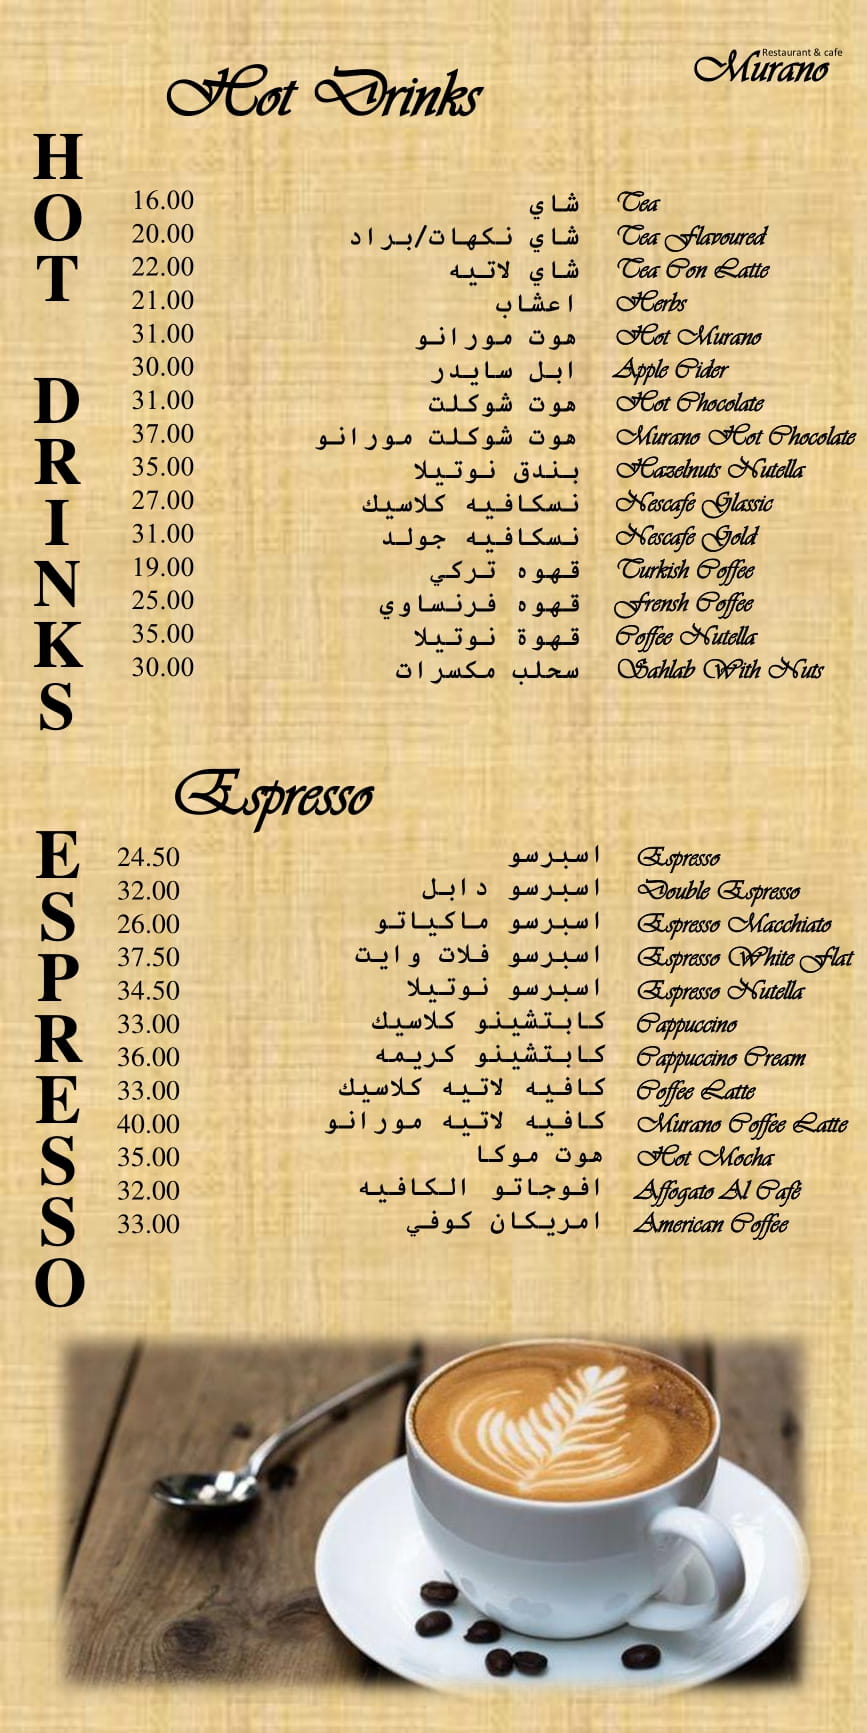 Restaurant & cafe
Murano
Hot Drinks
HOT DRINKS
16.00 شاي Tea
20.00 شاي نكهات/براد Tea Flavoured
22.00 شاي لاتيه Tea Con Latte
21.00 اعشاب Herbs
31.00 هوت مورانو Hot Murano
30.00 ابل سايدر Apple Cider
31.00 هوت شوكلت Hot Chocolate
37.00 هوت شوكلت مورانو Murano Hot Chocolate
35.00 بندق نوتيلا Hazelnuts Nutella
27.00 نسكافيه كلاسيك Nescafe Glassic
31.00 نسكافيه جولد Nescafe Gold
19.00 قهوه تركي Turkish Coffee
25.00 قهوه فرنساوي Frensh Coffee
35.00 قهوة نوتيلا Coffee Nutella
30.00 سحلب مكسرات Sahlab With Nuts
Espresso
ESPRESSO
24.50 اسبرسو Espresso
32.00 اسبرسو دابل Double Espresso
26.00 اسبرسو ماكياتو Espresso Macchiato
37.50 اسبرسو فلات وايت Espresso White Flat
34.50 اسبرسو نوتيلا Espresso Nutella
33.00 كابتشينو كلاسيك Cappuccino
36.00 كابتشينو كريمه Cappuccino Cream
33.00 كافيه لاتيه كلاسيك Coffee Latte
40.00 كافيه لاتيه مورانو Murano Coffee Latte
35.00 هوت موكا Hot Mocha
32.00 افوجاتو الكافيه Affogato Al Café
33.00 امريكان كوفي American Coffee